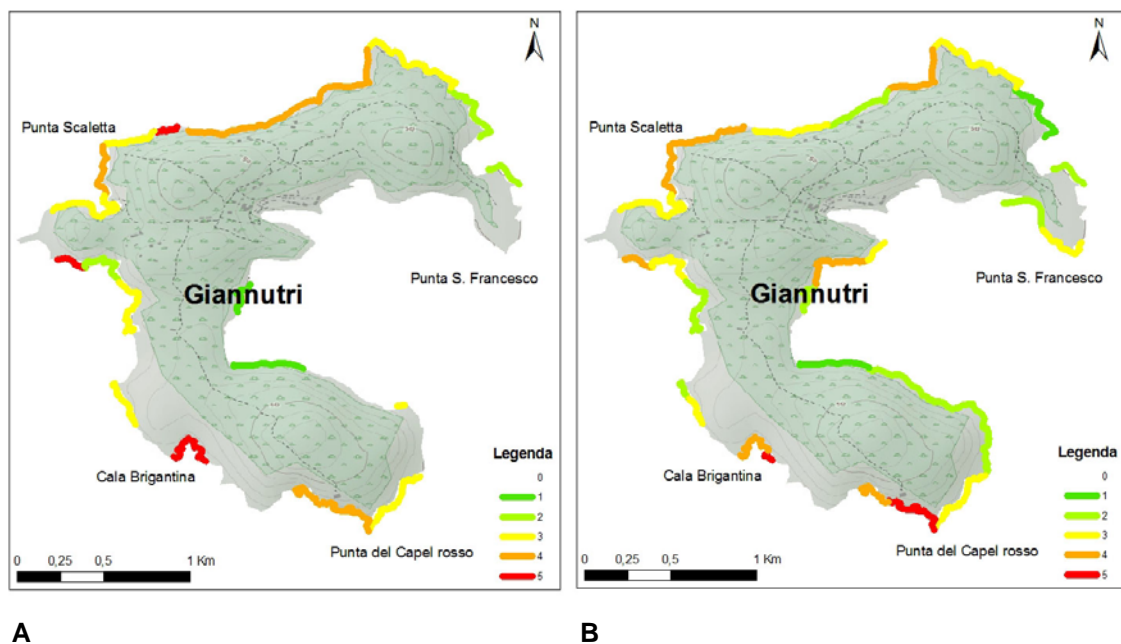 N
Punta Scaletta
Punta S. Francesco
Giannutri
Cala Brigantina
Punta del Capel rosso
Legenda
0
1
2
3
4
5
0 0,25 0,5 1 Km
A
N
Punta Scaletta
Punta S. Francesco
Giannutri
Cala Brigantina
Punta del Capel rosso
Legenda
0
1
2
3
4
5
0 0,25 0,5 1 Km
B